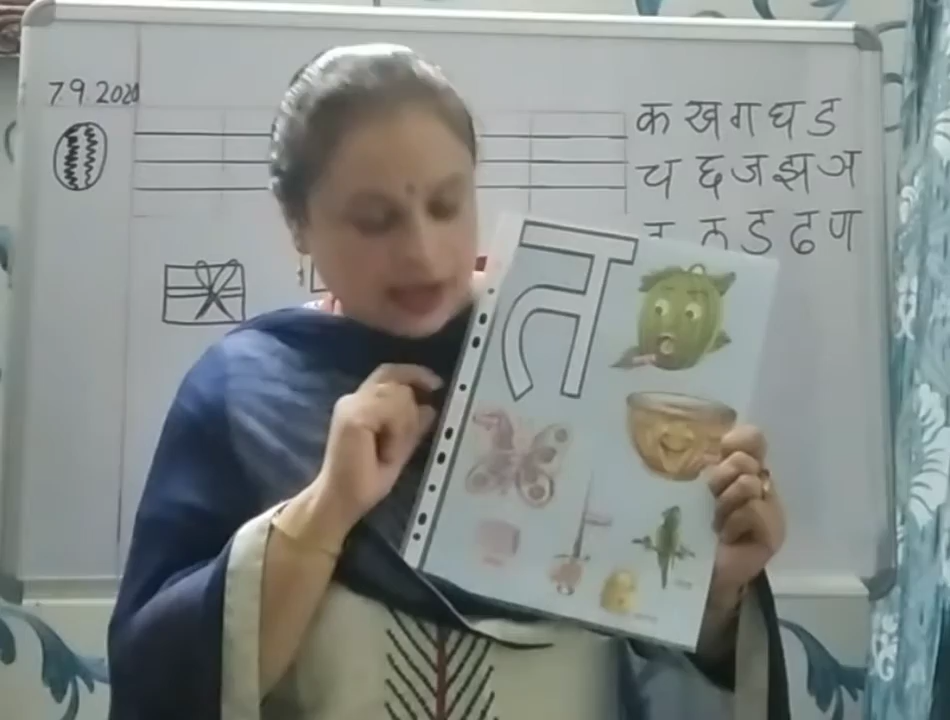 7.9.2020
क ख ग घ ड
च छ ज झ ञ
ठ ड ढ ण
त